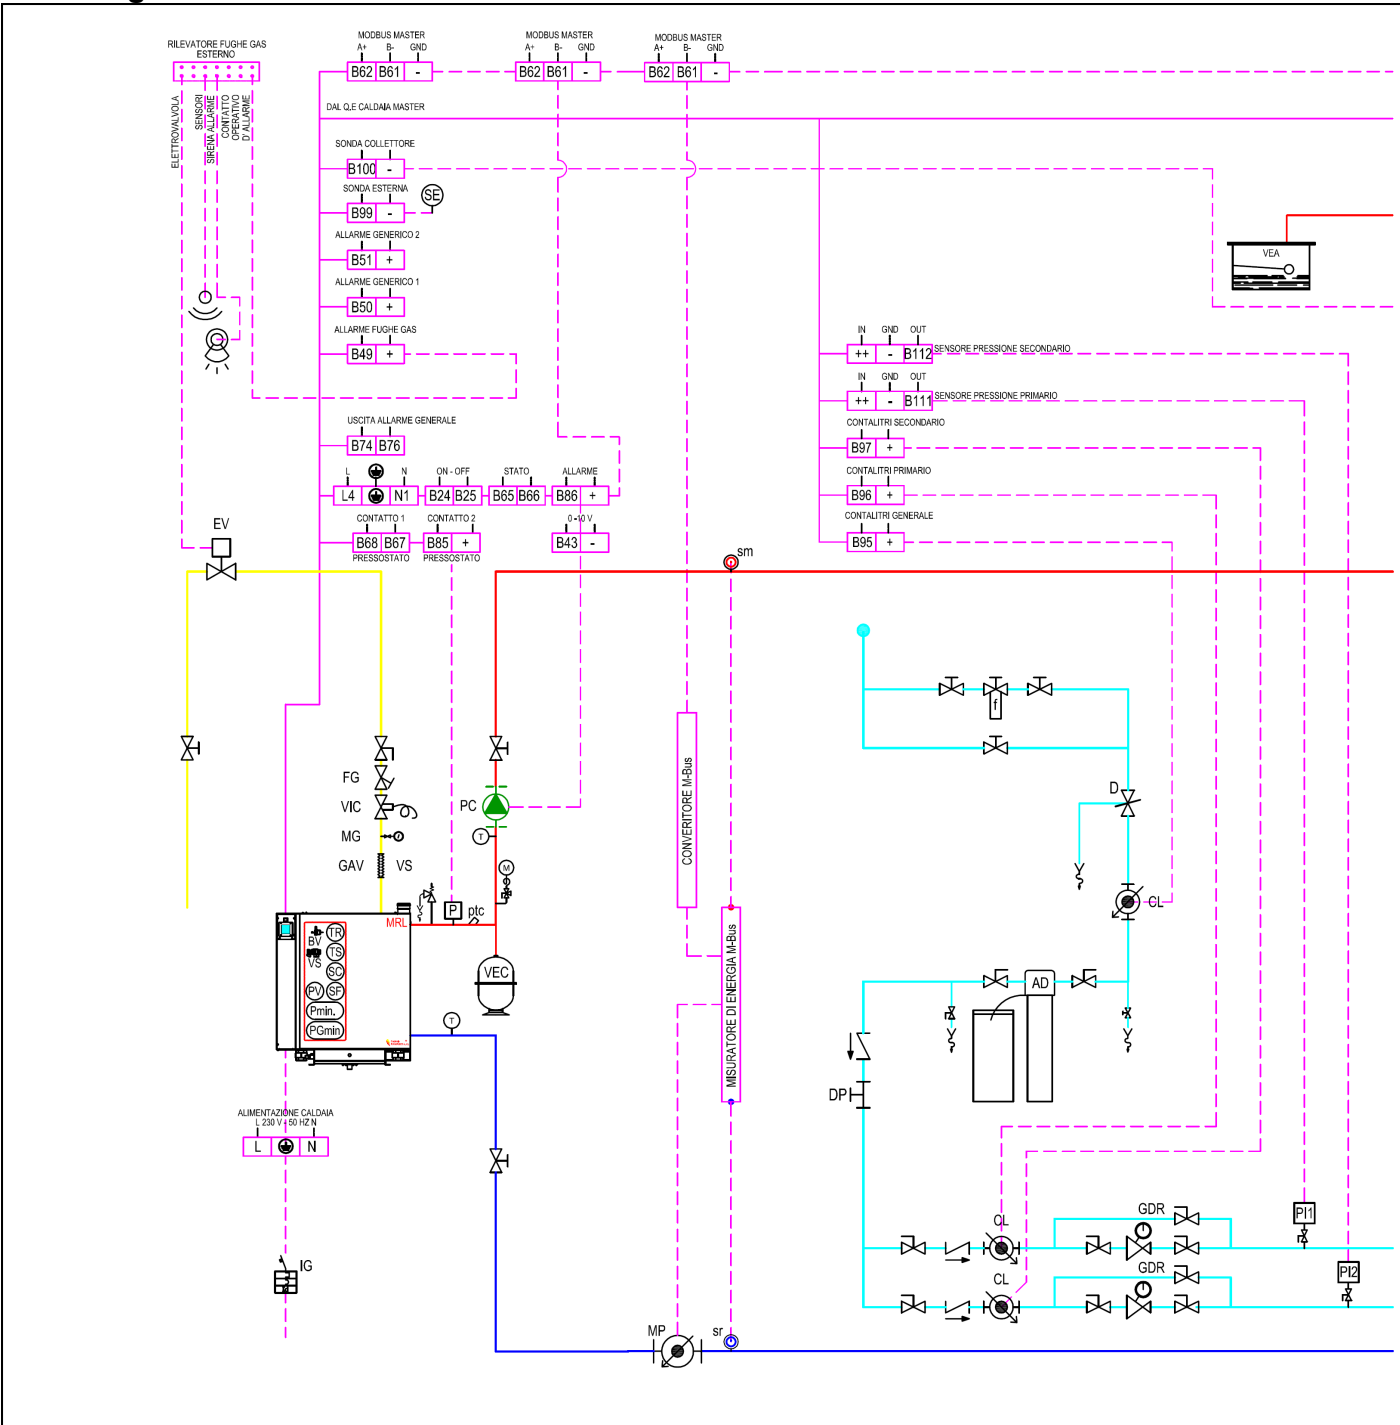 RILEVATORE FUGHE GAS
ESTERNO
ELETTROVALVOLA
SENSORI
SIRENA ALLARME
CONTATTO
OPERATIVO
D' ALLARME
MODBUS MASTER
A+ B- GND
B62 B61 -
MODBUS MASTER
A+ B- GND
B62 B61 -
MODBUS MASTER
A+ B- GND
B62 B61 -
DAL Q.E CALDAIA MASTER
SONDA COLLETTORE
B100 -
SONDA ESTERNA
B99 -
SE
ALLARME GENERICO 2
B51 +
ALLARME GENERICO 1
B50 +
ALLARME FUGHE GAS
B49 +
USCITA ALLARME GENERALE
B74 B76
L N ON - OFF STATO ALLARME
L4 N1 B24 B25 B65 B66 B86 +
CONTATTO 1 CONTATTO 2 0 -10 V
B68 B67 B85 + B43 -
PRESSOSTATO PRESSOSTATO
VEA
IN GND OUT
++ - B112 SENSORE PRESSIONE SECONDARIO
IN GND OUT
++ - B111 SENSORE PRESSIONE PRIMARIO
CONTALITRI SECONDARIO
B97 +
CONTALITRI PRIMARIO
B96 +
CONTALITRI GENERALE
B95 +
EV
sm
f
FG
VIC
MG
GAV VS
PC
T
M
P
ptc
MRL
BV
VS
TR
TS
SC
PV SF
Pmin.
PGmin
VEC
T
CONVERITORE M-Bus
MISURATORE DI ENERGIA M-Bus
D
CL
AD
DP
ALIMENTAZIONE CALDAIA
L 230 V - 50 HZ N
L N
IG
CL
GDR
PI1
CL
GDR
PI2
MP
sr